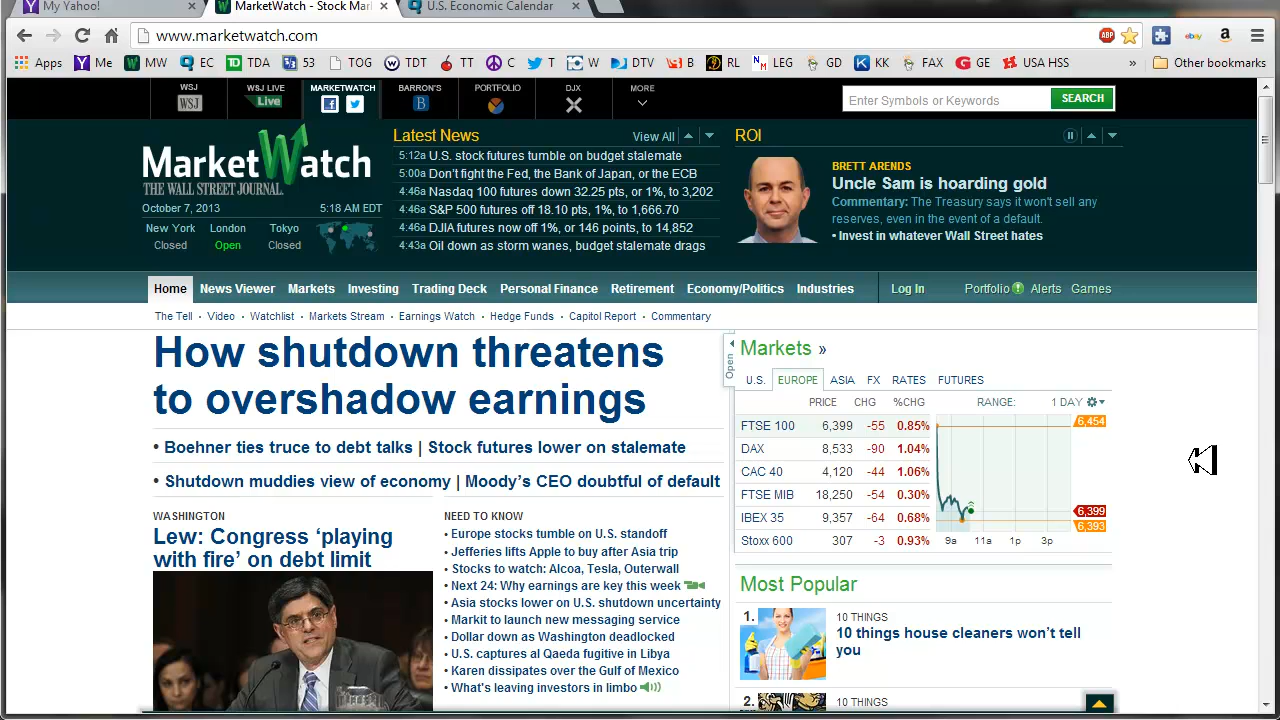 My Yahoo!
MarketWatch - Stock Mar
U.S. Economic Calendar
www.marketwatch.com
ABP
ebay
a
Apps Me MW EC TDA 53 TOG TDT TT C T W DTV B RL LEG GD KK FAX GE USA HSS » Other bookmarks
WSJ
WSJ
WSJ LIVE
Live
MARKETWATCH
BARRON'S
B
PORTFOLIO
DJX
MORE
Enter Symbols or Keywords
SEARCH
MarketWatch
THE WALL STREET JOURNAL.
October 7, 2013 5:18 AM EDT
New York London Tokyo
Closed Open Closed
Latest News View All
5:12a U.S. stock futures tumble on budget stalemate
5:00a Don't fight the Fed, the Bank of Japan, or the ECB
4:46a Nasdaq 100 futures down 32.25 pts, or 1%, to 3,202
4:46a S&P 500 futures off 18.10 pts, 1%, to 1,666.70
4:46a DJIA futures now off 1%, or 146 points, to 14,852
4:43a Oil down as storm wanes, budget stalemate drags
ROI
BRETT ARENDS
Uncle Sam is hoarding gold
Commentary: The Treasury says it won't sell any
reserves, even in the event of a default.
• Invest in whatever Wall Street hates
Home News Viewer Markets Investing Trading Deck Personal Finance Retirement Economy/Politics Industries Log In Portfolio Alerts Games
The Tell • Video • Watchlist • Markets Stream • Earnings Watch • Hedge Funds • Capitol Report • Commentary
How shutdown threatens
to overshadow earnings
• Boehner ties truce to debt talks | Stock futures lower on stalemate
• Shutdown muddies view of economy | Moody's CEO doubtful of default
WASHINGTON
Lew: Congress 'playing
with fire' on debt limit
NEED TO KNOW
• Europe stocks tumble on U.S. standoff
• Jefferies lifts Apple to buy after Asia trip
• Stocks to watch: Alcoa, Tesla, Outerwall
• Next 24: Why earnings are key this week
• Asia stocks lower on U.S. shutdown uncertainty
• Markit to launch new messaging service
• Dollar down as Washington deadlocked
• U.S. captures al Qaeda fugitive in Libya
• Karen dissipates over the Gulf of Mexico
• What's leaving investors in limbo
Open
Markets »
U.S. EUROPE ASIA FX RATES FUTURES
PRICE CHG %CHG RANGE: 1 DAY
FTSE 100 6,399 -55 0.85%
DAX 8,533 -90 1.04%
CAC 40 4,120 -44 1.06%
FTSE MIB 18,250 -54 0.30%
IBEX 35 9,357 -64 0.68%
Stoxx 600 307 -3 0.93%
6,454
6,399
6,393
9a 11a 1p 3p
Most Popular
1. 10 THINGS
10 things house cleaners won't tell
you
2. 10 THINGS